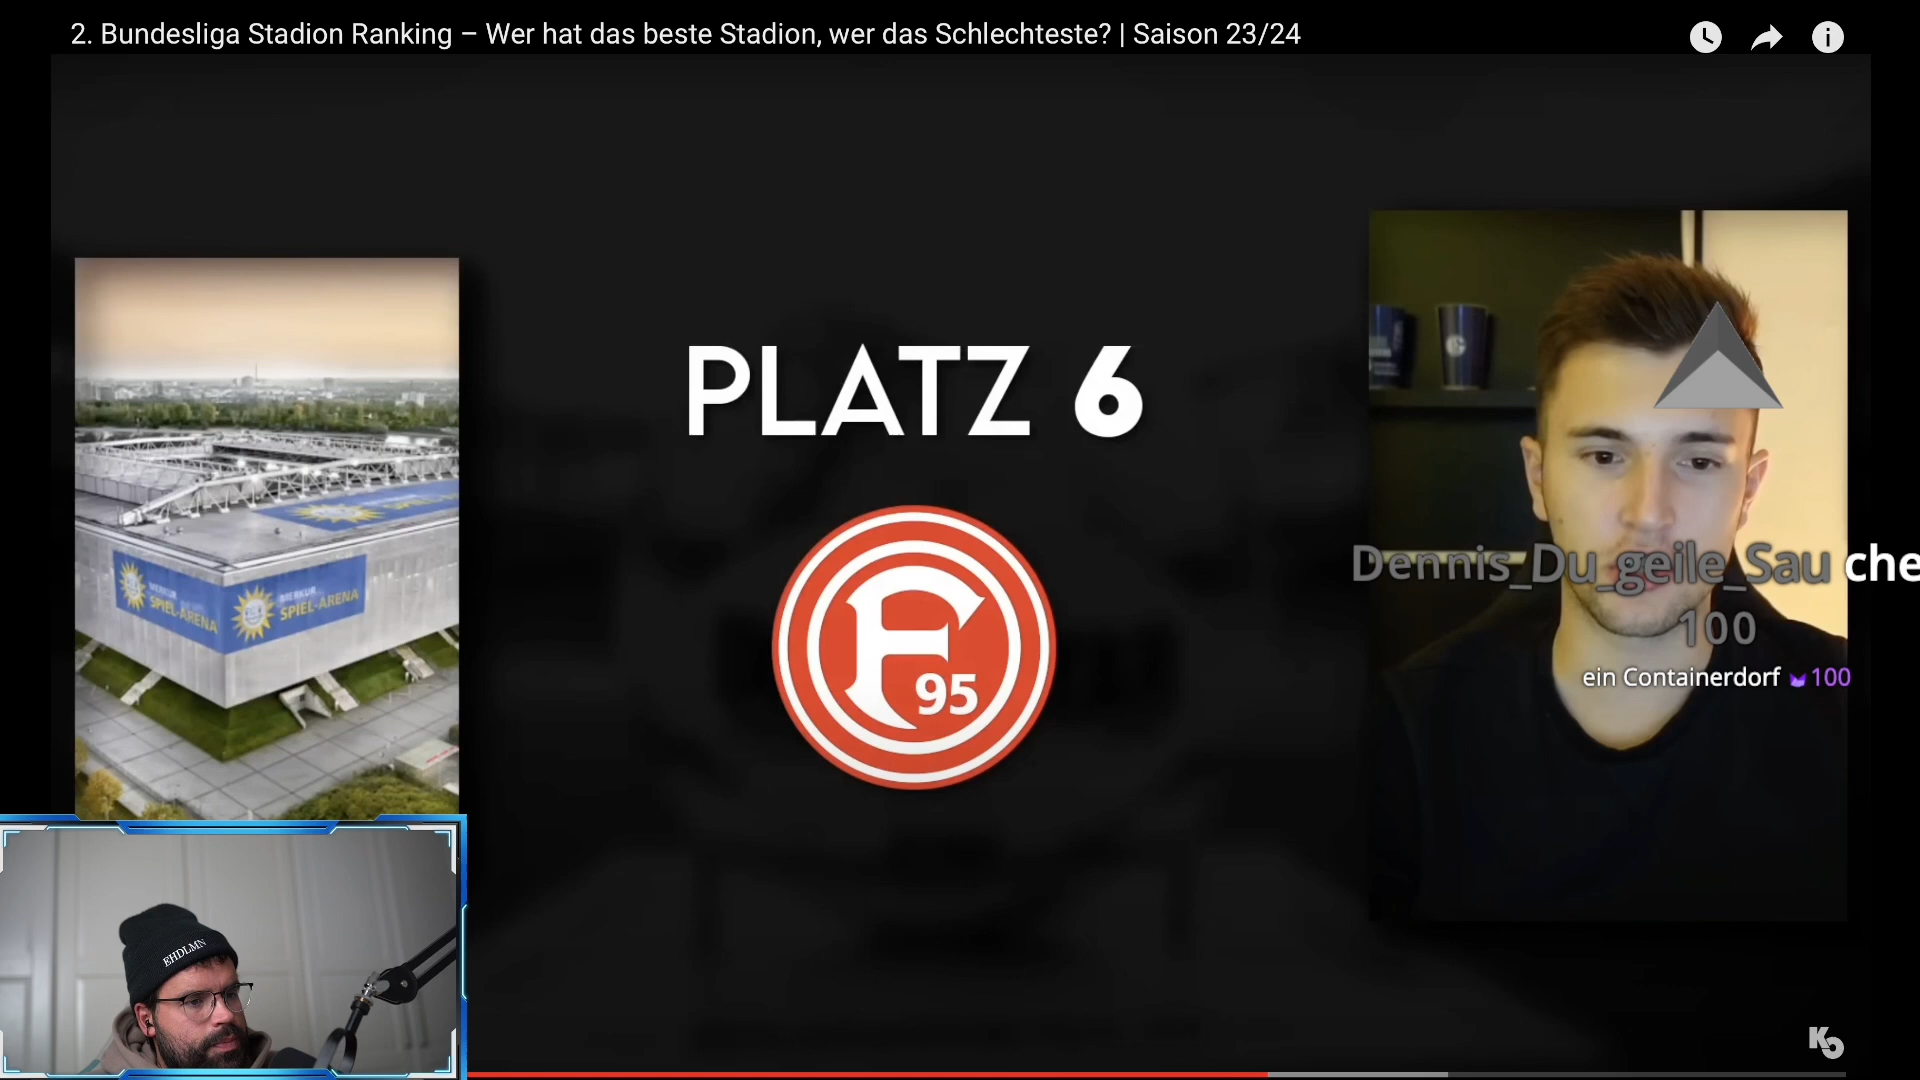 2. Bundesliga Stadion Ranking – Wer hat das beste Stadion, wer das Schlechteste? | Saison 23/24
PLATZ 6
F
95
MERKUR
SPIEL-ARENA
MERKUR
SPIEL-ARENA
Dennis_Du_geile_Sau che
100
ein Containerdorf 100
EHDLMN